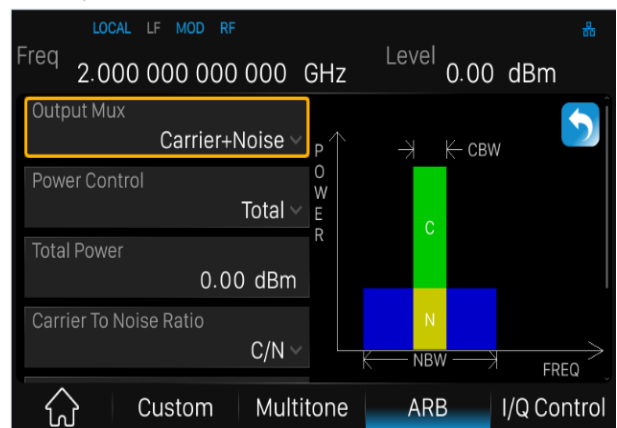 LOCAL LF MOD RF
Freq 2.000 000 000 000 GHz Level 0.00 dBm
Output Mux
Carrier+Noise
Power Control
Total
Total Power
0.00 dBm
Carrier To Noise Ratio
C/N
POWER
CBW
C
N
NBW
FREQ
Custom Multitone ARB I/Q Control